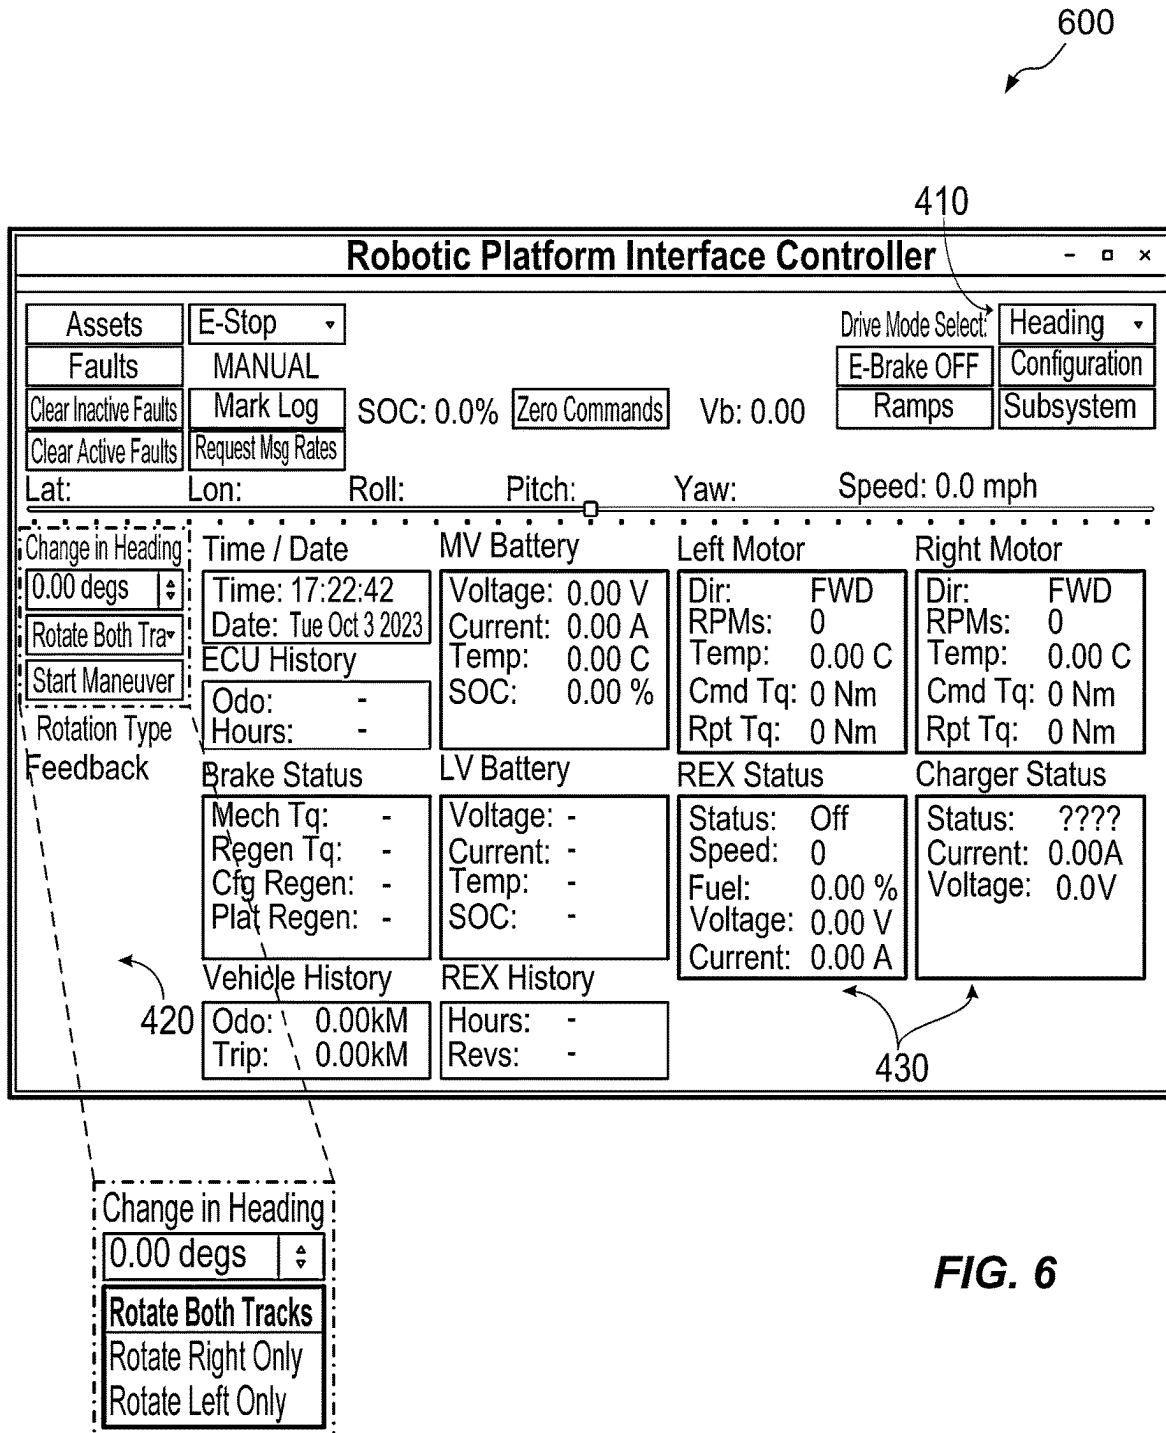 600
410
Robotic Platform Interface Controller
Assets E-Stop Drive Mode Select: Heading
Faults MANUAL E-Brake OFF Configuration
Clear Inactive Faults Mark Log SOC: 0.0% Zero Commands Vb: 0.00 Ramps Subsystem
Clear Active Faults Request Msg Rates
Lat: Lon: Roll: Pitch: Yaw: Speed: 0.0 mph
Change in Heading
0.00 degs
Rotate Both Tra
Start Maneuver
Rotation Type
Feedback
420
Time / Date
Time: 17:22:42
Date: Tue Oct 3 2023
ECU History
Odo: -
Hours: -
Brake Status
Mech Tq: -
Regen Tq: -
Cfg Regen: -
Plat Regen: -
Vehicle History
Odo: 0.00kM
Trip: 0.00kM
MV Battery
Voltage: 0.00 V
Current: 0.00 A
Temp: 0.00 C
SOC: 0.00 %
LV Battery
Voltage: -
Current: -
Temp: -
SOC: -
REX History
Hours: -
Revs: -
Left Motor
Dir: FWD
RPMs: 0
Temp: 0.00 C
Cmd Tq: 0 Nm
Rpt Tq: 0 Nm
REX Status
Status: Off
Speed: 0
Fuel: 0.00 %
Voltage: 0.00 V
Current: 0.00 A
Right Motor
Dir: FWD
RPMs: 0
Temp: 0.00 C
Cmd Tq: 0 Nm
Rpt Tq: 0 Nm
Charger Status
Status: ????
Current: 0.00A
Voltage: 0.0V
430
Change in Heading
0.00 degs
Rotate Both Tracks
Rotate Right Only
Rotate Left Only
FIG. 6